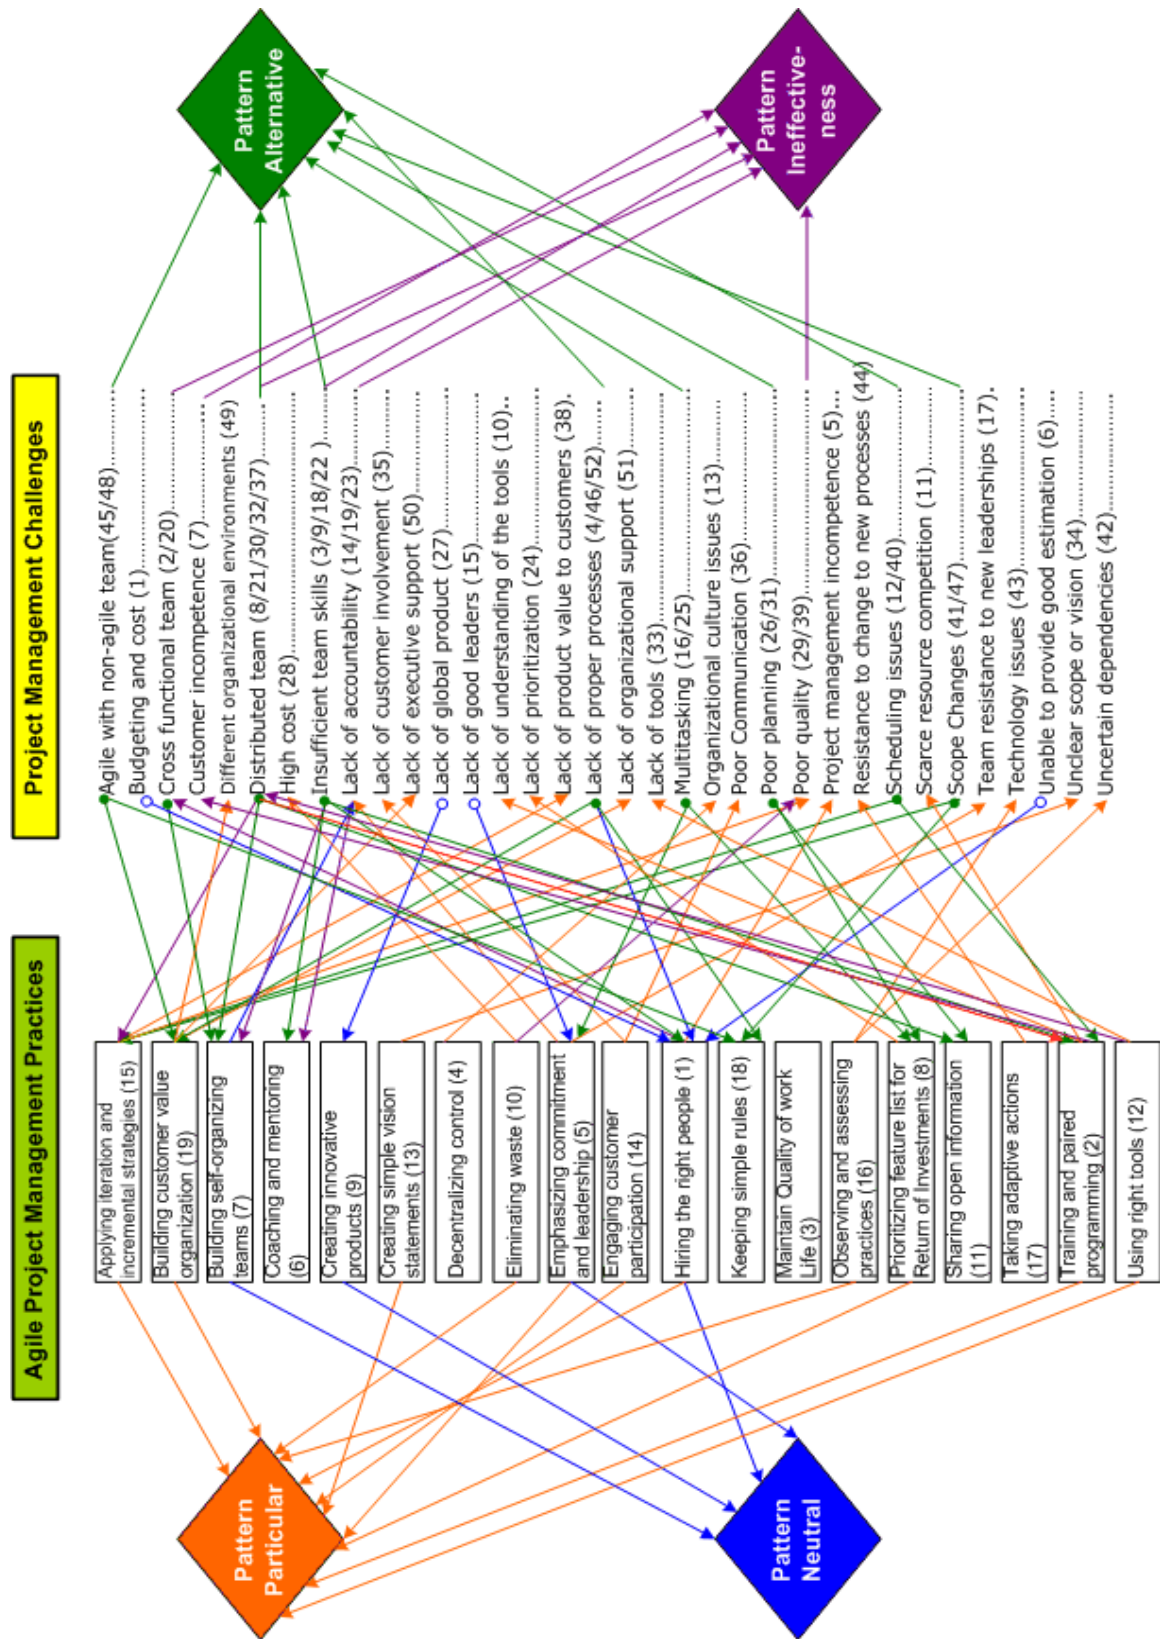 Agile Project Management Practices
Project Management Challenges
Pattern
Particular
Pattern
Neutral
Applying iteration and
incremental strategies (15)
Building customer value
organization (19)
Building self-organizing
teams (7)
Coaching and mentoring
(6)
Creating innovative
products (9)
Creating simple vision
statements (13)
Decentralizing control (4)
Eliminating waste (10)
Emphasizing commitment
and leadership (5)
Engaging customer
participation (14)
Hiring the right people (1)
Keeping simple rules (18)
Maintain Quality of work
Life (3)
Observing and assessing
practices (16)
Prioritizing feature list for
Return of Investments (8)
Sharing open information
(11)
Taking adaptive actions
(17)
Training and paired
programming (2)
Using right tools (12)
Agile with non-agile team(45/48)..........
Budgeting and cost (1)..........................
Cross functional team (2/20)..................
Customer incompetence (7)..................
Different organizational environments (49)
Distributed team (8/21/30/32/37)..........
High cost (28)......................
Insufficient team skills (3/9/18/22 )..........
Lack of accountability (14/19/23)............
Lack of customer involvement (35)..........
Lack of executive support (50)...............
Lack of global product (27)....................
Lack of good leaders (15)......................
Lack of understanding of the tools (10)..
Lack of prioritization (24)......................
Lack of product value to customers (38).
Lack of proper processes (4/46/52)......
Lack of organizational support (51)
Lack of tools (33)................................
Multitasking (16/25).............................
Organizational culture issues (13).........
Poor Communication (36)....................
Poor planning (26/31)..........................
Poor quality (29/39)............................
Project management incompetence (5)...
Resistance to change to new processes (44)
Scheduling issues (12/40).....................
Scarce resource competition (11)..........
Scope Changes (41/47)........................
Team resistance to new leaderships (17).
Technology issues (43)........................
Unable to provide good estimation (6)....
Unclear scope or vision (34)..................
Uncertain dependencies (42)................
Pattern
Alternative
Pattern
Ineffective-
ness